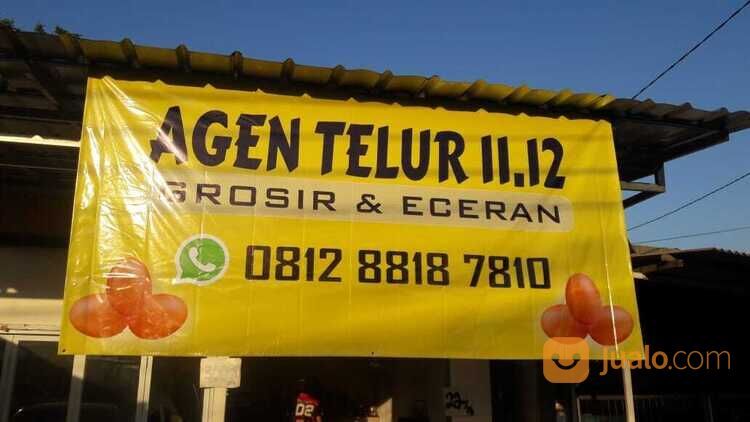 AGEN TELUR 11.12
GROSIR & ECERAN
0812 8818 7810
jualo.com